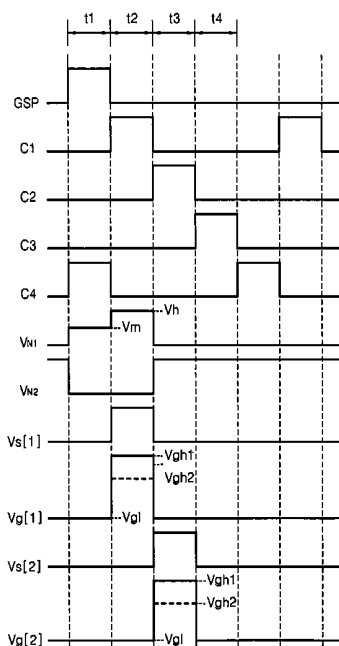 t1 t2 t3 t4
GSP
C1
C2
C3
C4
Vh
Vm
VN1
VN2
Vs[1]
Vgh1
Vgh2
Vg[1] Vgl
Vs[2]
Vgh1
Vgh2
Vg[2] Vgl